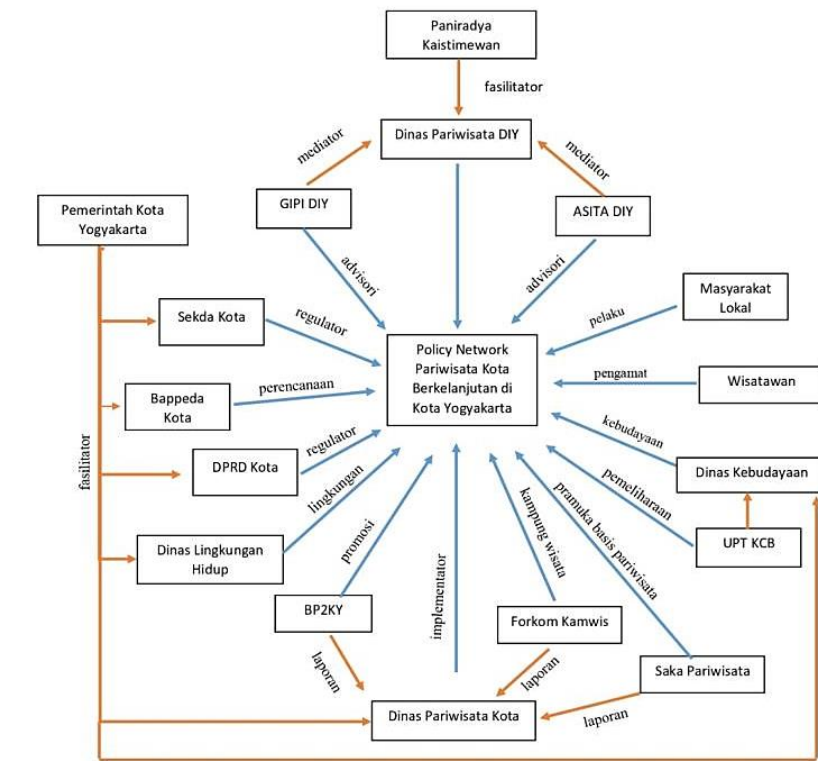 Paniradya
Kaistimewan
fasilitator
Dinas Pariwisata DIY
mediator
mediator
GIPI DIY
ASITA DIY
Pemerintah Kota
Yogyakarta
advisori
advisori
Masyarakat
Lokal
Sekda Kota
regulator
pelaku
Policy Network
Pariwisata Kota
Berkelanjutan di
Kota Yogyakarta
Bappeda
Kota
perencanaan
pengamat
Wisatawan
fasilitator
DPRD Kota
regulator
kebudayaan
Dinas Kebudayaan
lingkungan
pemeliharaan
Dinas Lingkungan
Hidup
promosi
kampung wisata
pramuka basis pariwisata
UPT KCB
BP2KY
implementator
Forkom Kamwis
laporan
laporan
Saka Pariwisata
Dinas Pariwisata Kota
laporan